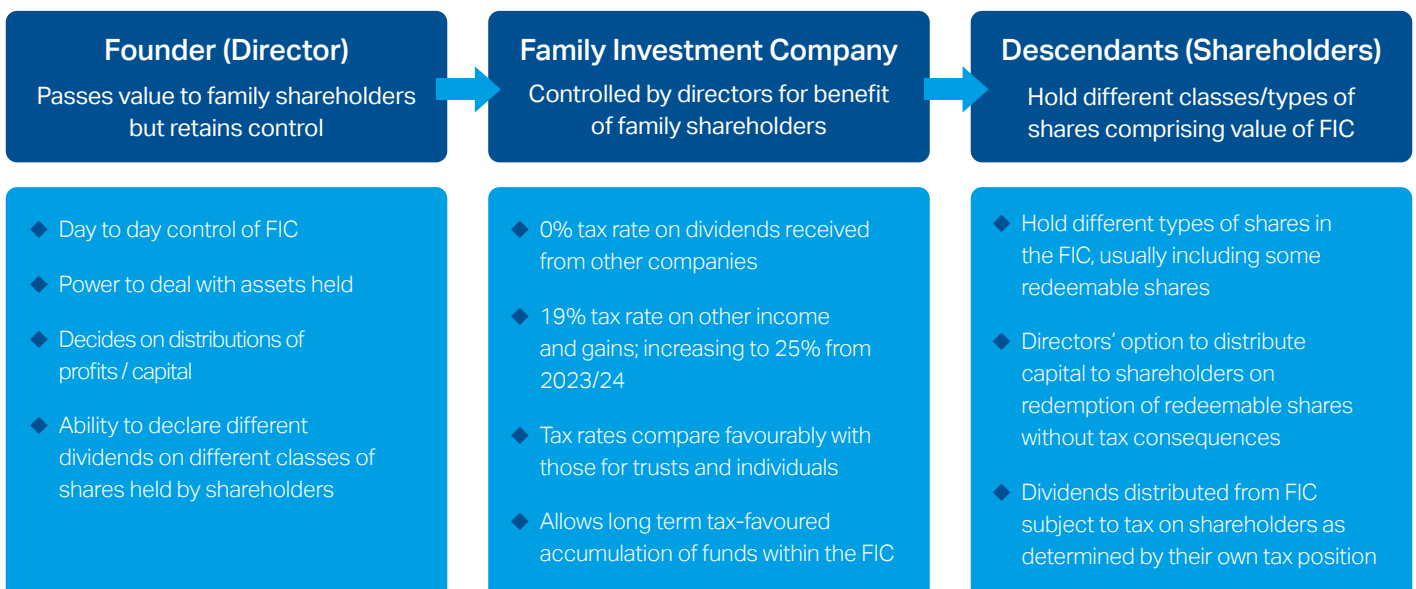 Founder (Director)
Passes value to family shareholders
but retains control
Family Investment Company
Controlled by directors for benefit
of family shareholders
Descendants (Shareholders)
Hold different classes/types of
shares comprising value of FIC
◆ Day to day control of FIC
◆ Power to deal with assets held
◆ Decides on distributions of
profits / capital
◆ Ability to declare different
dividends on different classes of
shares held by shareholders
◆ 0% tax rate on dividends received
from other companies
◆ 19% tax rate on other income
and gains; increasing to 25% from
2023/24
◆ Tax rates compare favourably with
those for trusts and individuals
◆ Allows long term tax-favoured
accumulation of funds within the FIC
◆ Hold different types of shares in
the FIC, usually including some
redeemable shares
◆ Directors’ option to distribute
capital to shareholders on
redemption of redeemable shares
without tax consequences
◆ Dividends distributed from FIC
subject to tax on shareholders as
determined by their own tax position